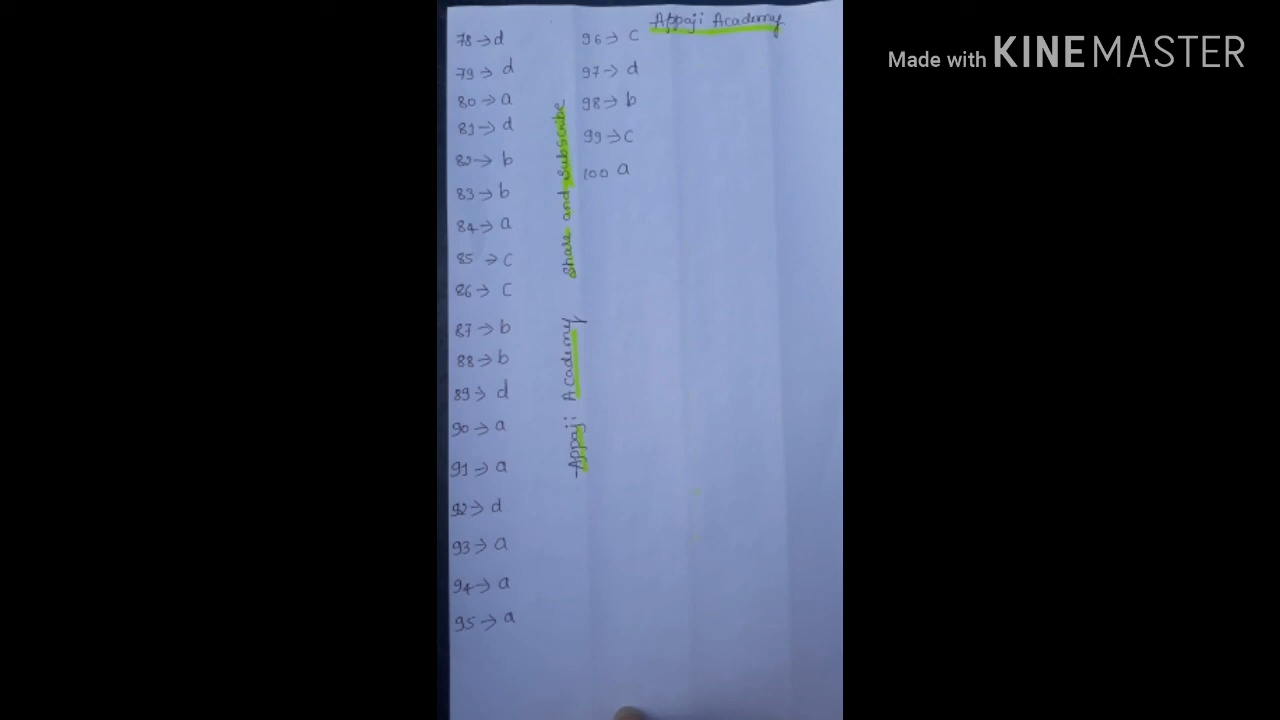 Appaji Academy
Made with KINEMASTER
78→d
79→d
80→a
81→d
82→b
83→b
84→a
85→c
86→c
87→b
88→b
89→d
90→a
91→a
92→d
93→a
94→a
95→a
Appaji Academy share and subscribe
96→c
97→d
98→b
99→c
100 a